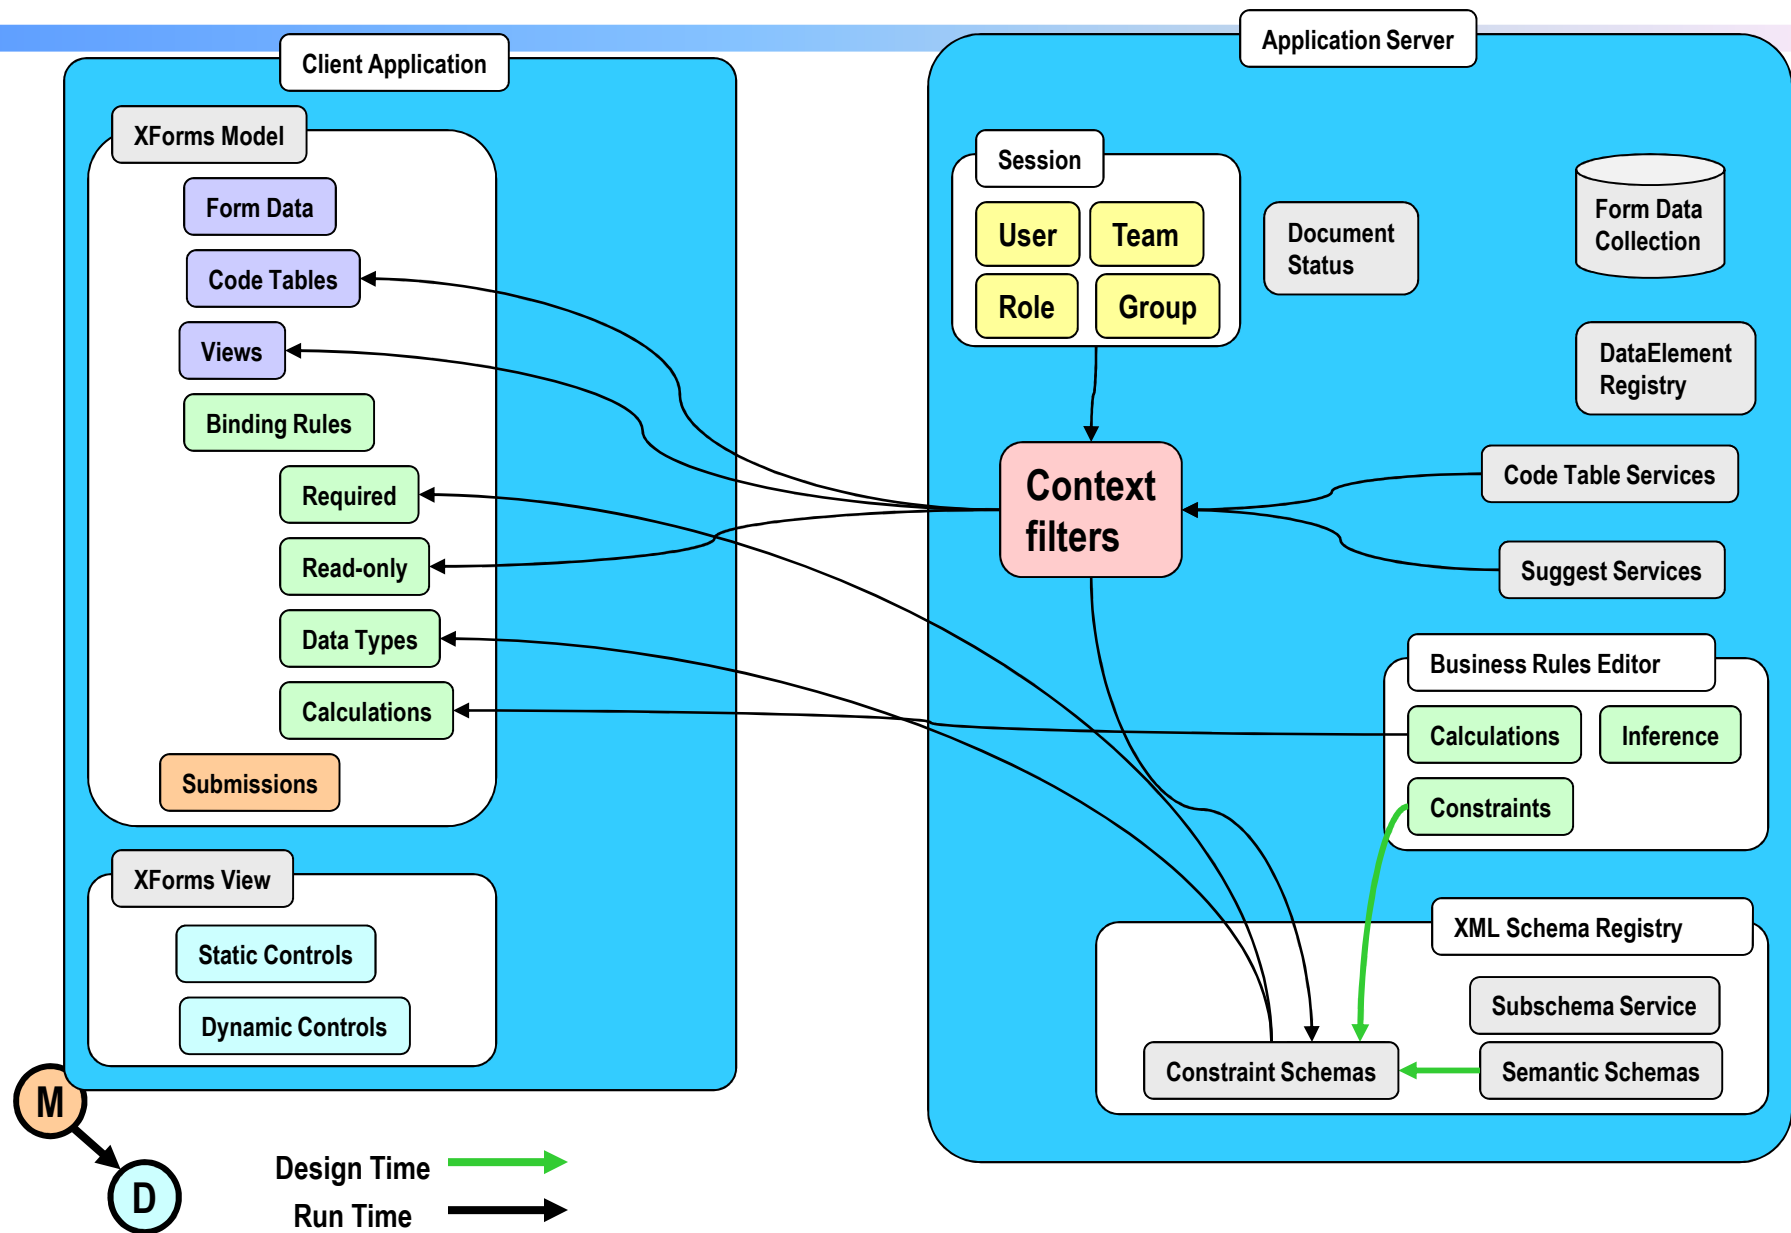 Client Application
XForms Model
Form Data
Code Tables
Views
Binding Rules
Required
Read-only
Data Types
Calculations
Submissions
XForms View
Static Controls
Dynamic Controls
M
D
Design Time
Run Time
Application Server
Session
User
Team
Role
Group
Document
Status
Form Data
Collection
DataElement
Registry
Context
filters
Code Table Services
Suggest Services
Business Rules Editor
Calculations
Inference
Constraints
XML Schema Registry
Subschema Service
Constraint Schemas
Semantic Schemas